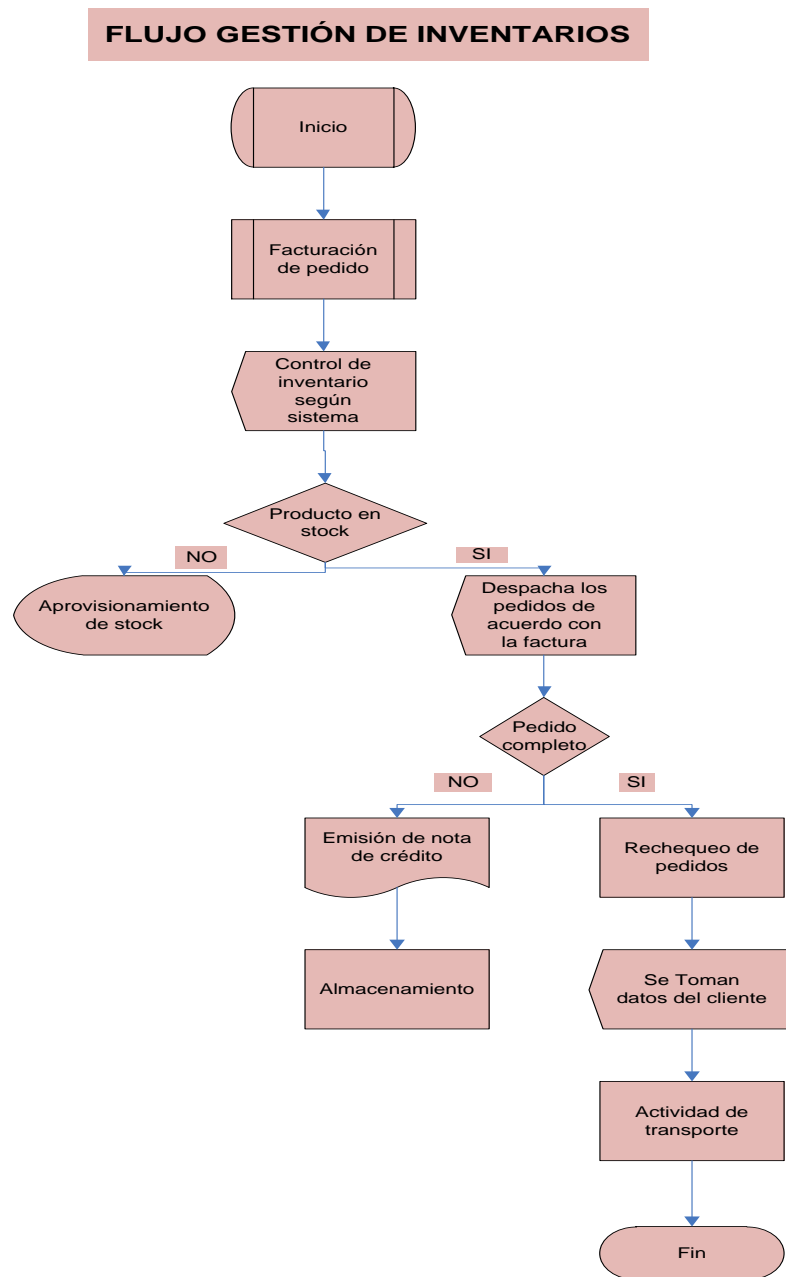 FLUJO GESTIÓN DE INVENTARIOS
Inicio
Facturación
de pedido
Control de
inventario
según
sistema
Producto en
stock
NO
SI
Aprovisionamiento
de stock
Despacha los
pedidos de
acuerdo con
la factura
Pedido
completo
NO
SI
Emisión de nota
de crédito
Rechequeo de
pedidos
Almacenamiento
Se Toman
datos del cliente
Actividad de
transporte
Fin